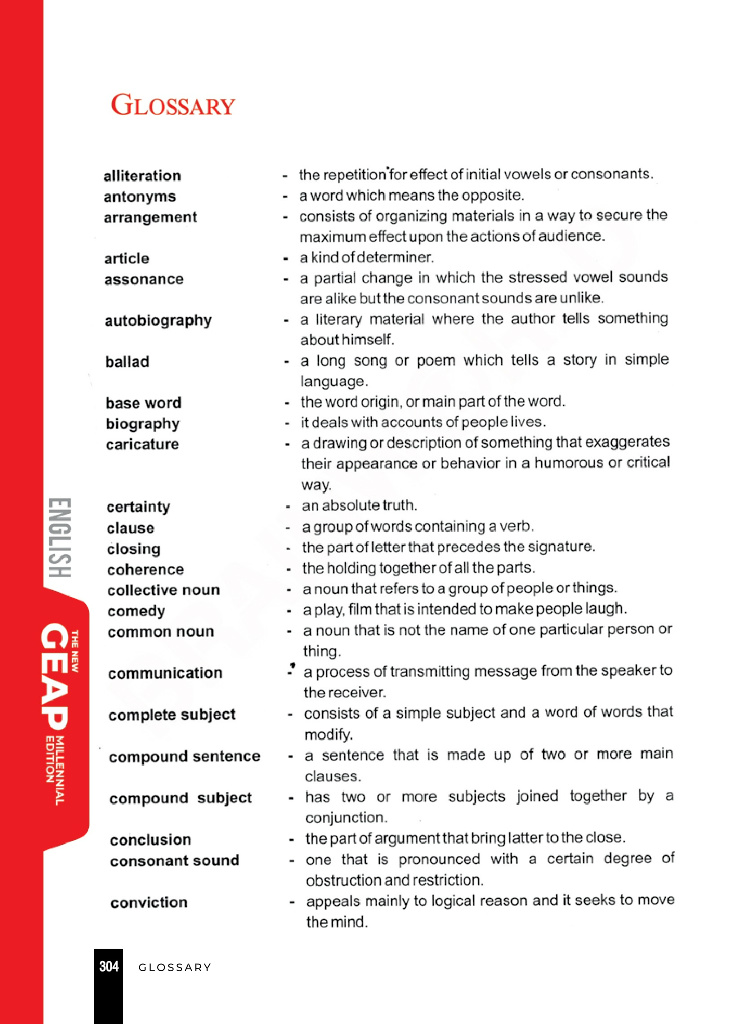 GLOSSARY
alliteration - the repetition for effect of initial vowels or consonants.
antonyms - a word which means the opposite.
arrangement - consists of organizing materials in a way to secure the
maximum effect upon the actions of audience.
article - a kind of determiner.
assonance - a partial change in which the stressed vowel sounds
are alike but the consonant sounds are unlike.
autobiography - a literary material where the author tells something
about himself.
ballad - a long song or poem which tells a story in simple
language.
base word - the word origin, or main part of the word.
biography - it deals with accounts of people lives.
caricature - a drawing or description of something that exaggerates
their appearance or behavior in a humorous or critical
way.
certainty - an absolute truth.
clause - a group of words containing a verb.
closing - the part of letter that precedes the signature.
coherence - the holding together of all the parts.
collective noun - a noun that refers to a group of people or things.
comedy - a play, film that is intended to make people laugh.
common noun - a noun that is not the name of one particular person or
thing.
communication - a process of transmitting message from the speaker to
the receiver.
complete subject - consists of a simple subject and a word of words that
modify.
compound sentence - a sentence that is made up of two or more main
clauses.
compound subject - has two or more subjects joined together by a
conjunction.
conclusion - the part of argument that bring latter to the close.
consonant sound - one that is pronounced with a certain degree of
obstruction and restriction.
conviction - appeals mainly to logical reason and it seeks to move
the mind.
ENGLISH
THE NEW
GEAP
MILLENNIAL
EDITION
304 GLOSSARY